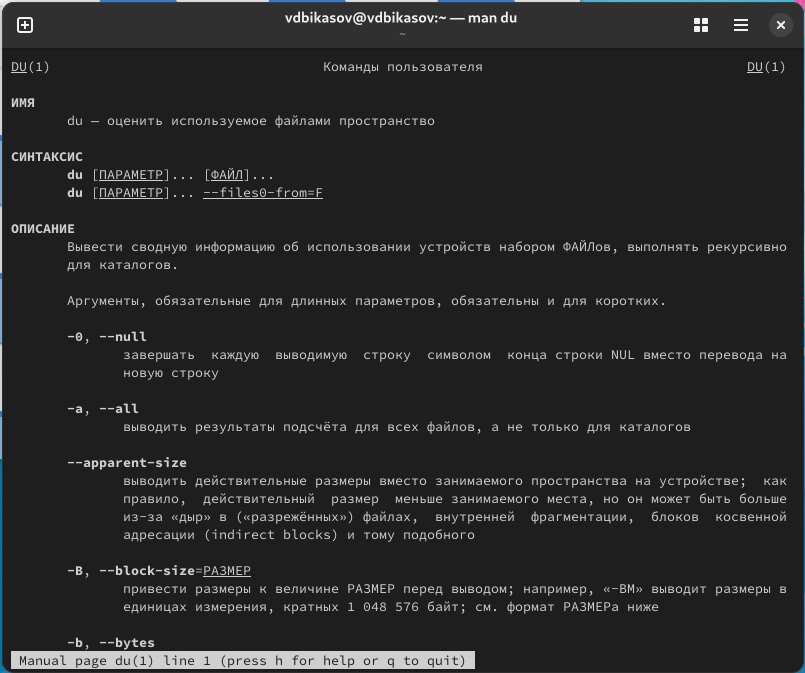 vdbikasov@vdbikasov:~ — man du
~
DU(1) Команды пользователя DU(1)
ИМЯ
du — оценить используемое файлами пространство
СИНТАКСИС
du [ПАРАМЕТР]... [ФАЙЛ]...
du [ПАРАМЕТР]... --files0-from=F
ОПИСАНИЕ
Вывести сводную информацию об использовании устройств набором ФАЙЛов, выполнять рекурсивно
для каталогов.
Аргументы, обязательные для длинных параметров, обязательны и для коротких.
-0, --null
завершать каждую выводимую строку символом конца строки NUL вместо перевода на
новую строку
-a, --all
выводить результаты подсчёта для всех файлов, а не только для каталогов
--apparent-size
выводить действительные размеры вместо занимаемого пространства на устройстве; как
правило, действительный размер меньше занимаемого места, но он может быть больше
из-за «дыр» в («разрежённых») файлах, внутренней фрагментации, блоков косвенной
адресации (indirect blocks) и тому подобного
-B, --block-size=РАЗМЕР
привести размеры к величине РАЗМЕР перед выводом; например, «-BM» выводит размеры в
единицах измерения, кратных 1 048 576 байт; см. формат РАЗМЕРа ниже
-b, --bytes
Manual page du(1) line 1 (press h for help or q to quit)